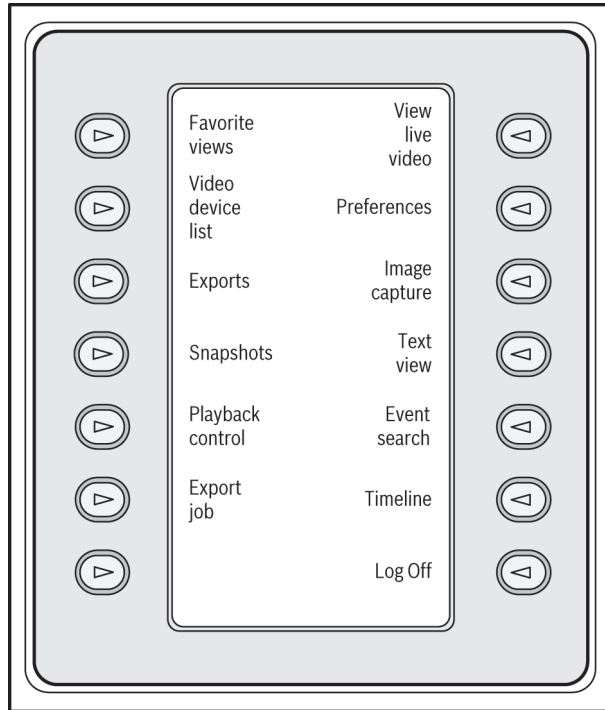 Favorite
views
View
live
video
Video
device
list
Preferences
Exports
Image
capture
Snapshots
Text
view
Playback
control
Event
search
Export
job
Timeline
Log Off